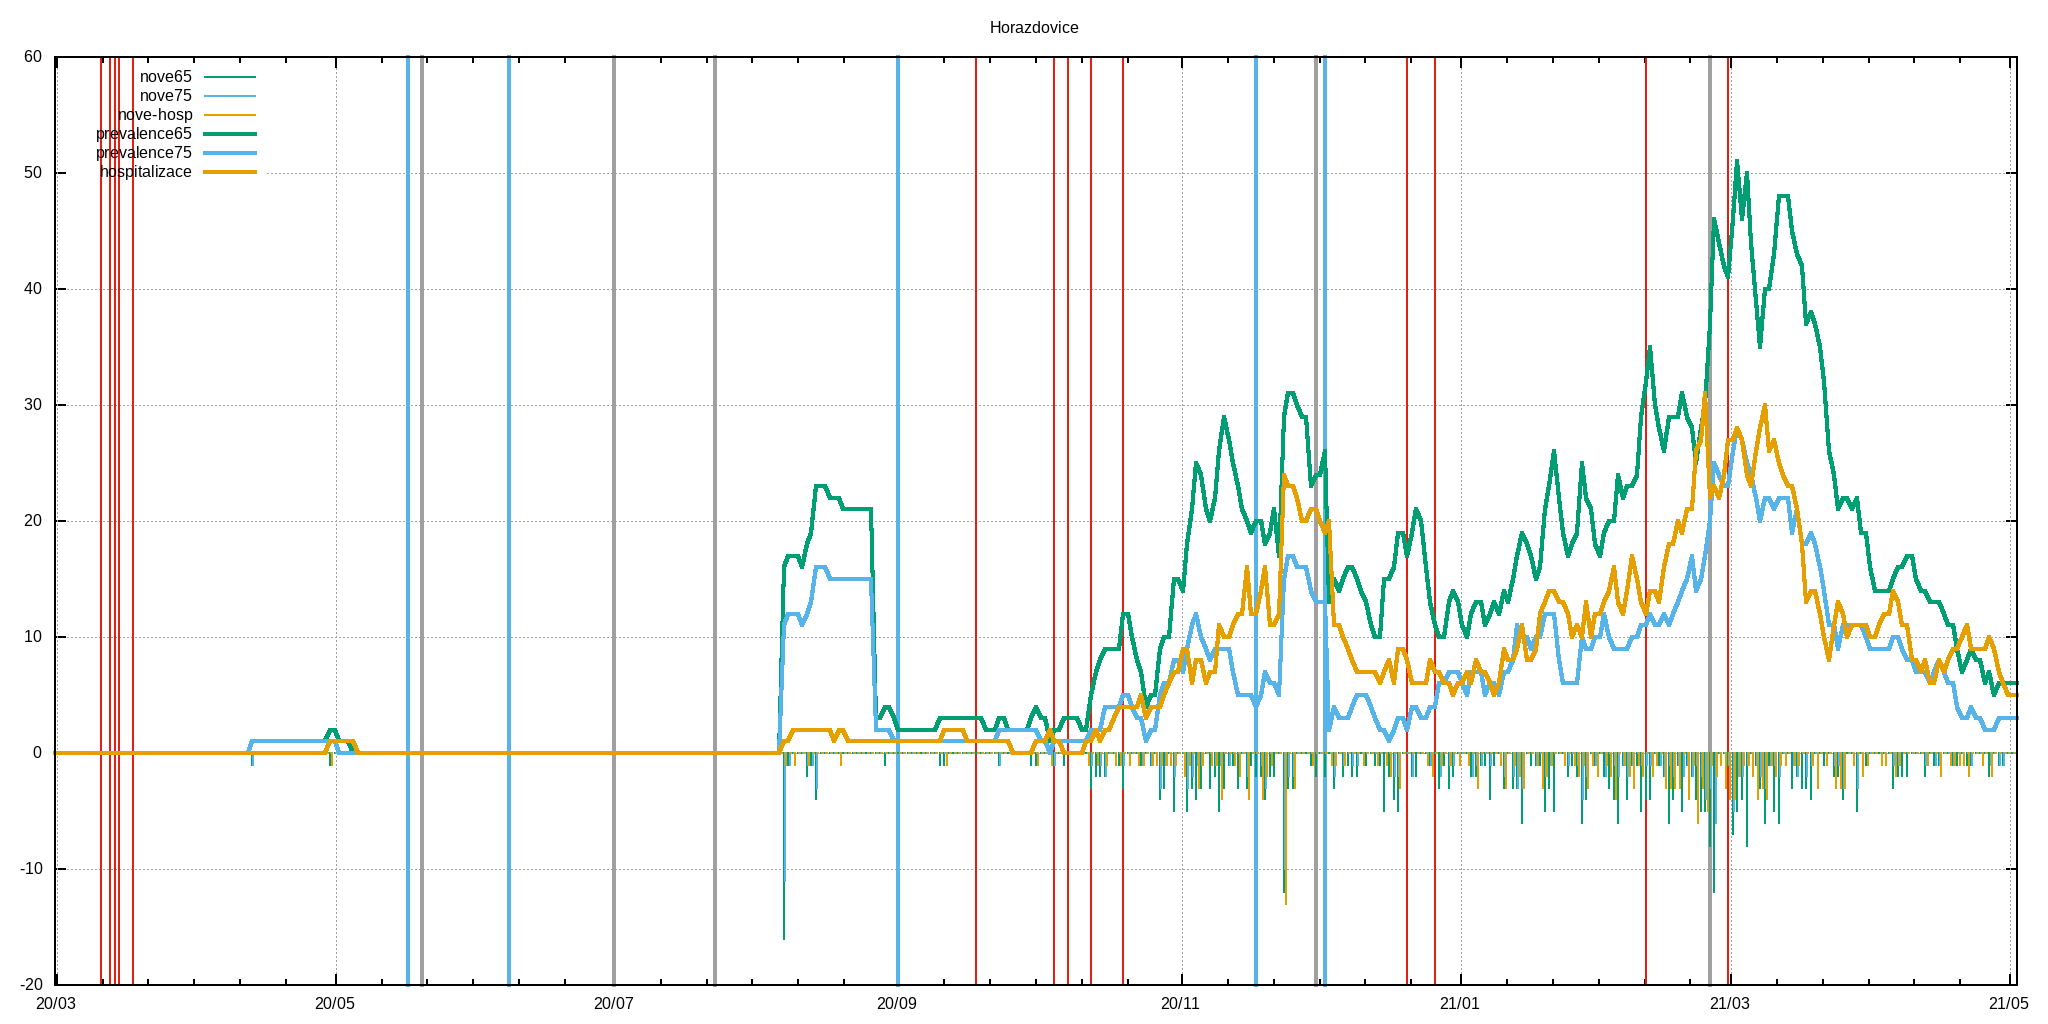 Horazdovice
60
50
40
30
20
10
0
-10
-20
nove65
nove75
nove-hosp
prevalence65
prevalence75
hospitalizace
20/03 20/05 20/07 20/09 20/11 21/01 21/03 21/05